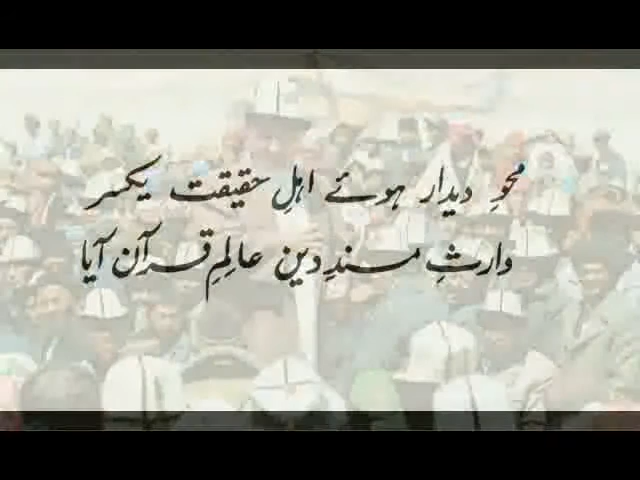 محوِ دیدار ہوئے اہلِ حقیقت یکسر
وارثِ مسندِ دین عالمِ قرآن آیا